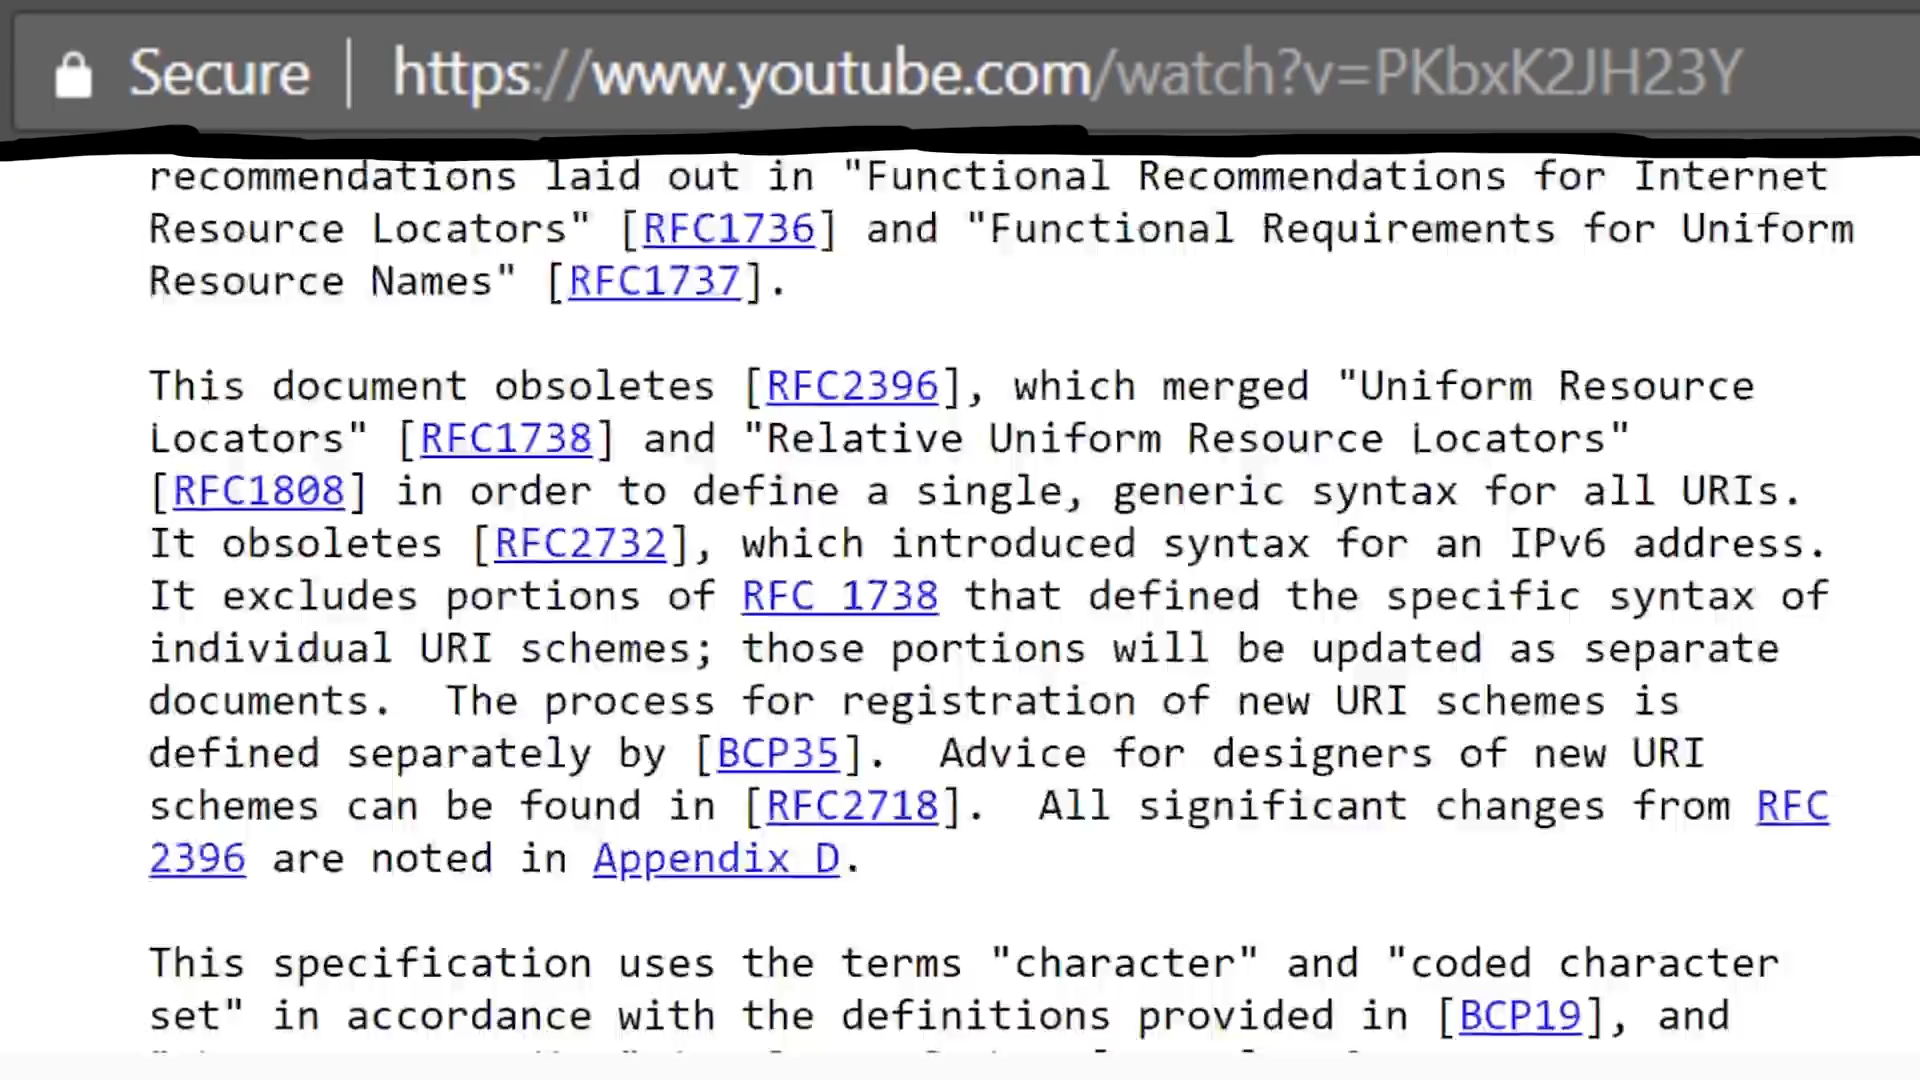 Secure | https://www.youtube.com/watch?v=PKbxK2JH23Y
recommendations laid out in "Functional Recommendations for Internet
Resource Locators" [RFC1736] and "Functional Requirements for Uniform
Resource Names" [RFC1737].
This document obsoletes [RFC2396], which merged "Uniform Resource
Locators" [RFC1738] and "Relative Uniform Resource Locators"
[RFC1808] in order to define a single, generic syntax for all URIs.
It obsoletes [RFC2732], which introduced syntax for an IPv6 address.
It excludes portions of RFC 1738 that defined the specific syntax of
individual URI schemes; those portions will be updated as separate
documents.  The process for registration of new URI schemes is
defined separately by [BCP35].  Advice for designers of new URI
schemes can be found in [RFC2718].  All significant changes from RFC
2396 are noted in Appendix D.
This specification uses the terms "character" and "coded character
set" in accordance with the definitions provided in [BCP19], and